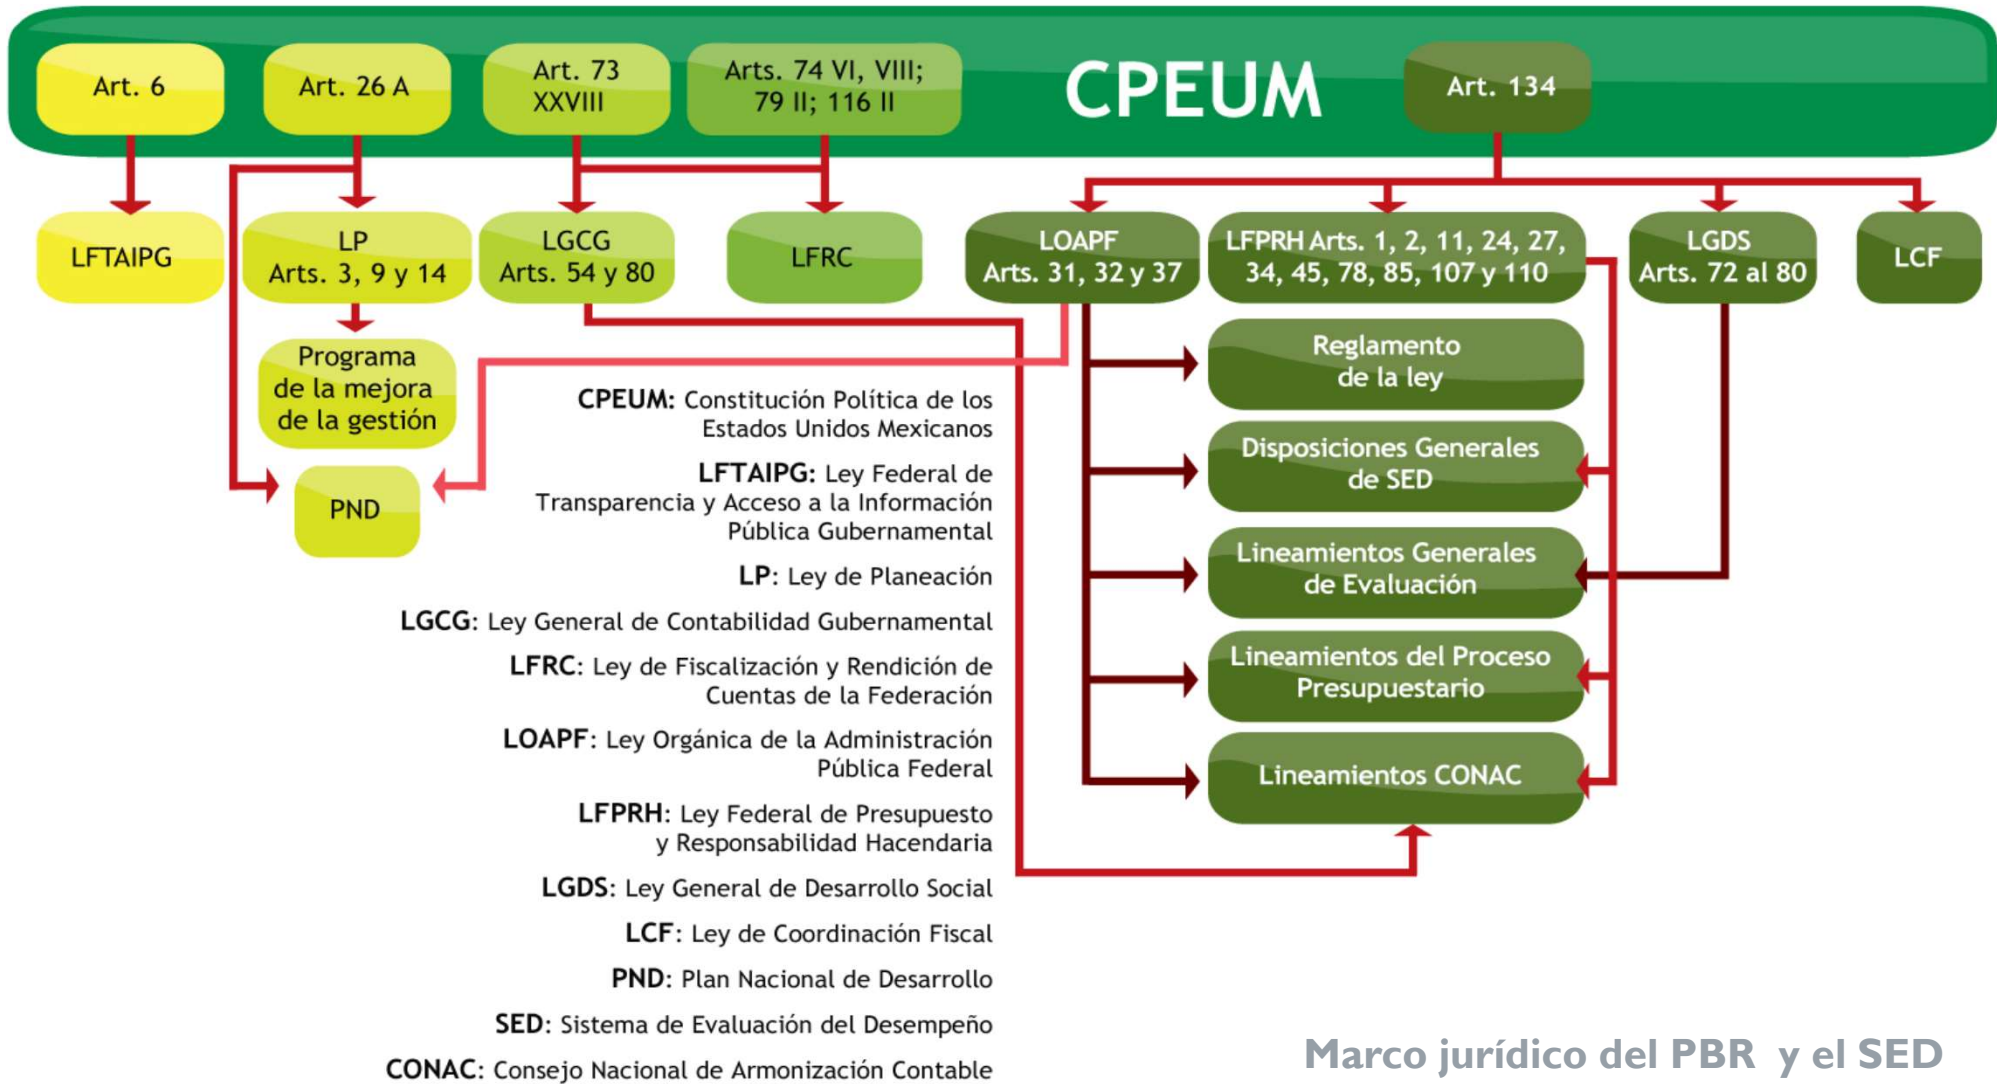 CPEUM
Art. 6
Art. 26 A
Art. 73
XXVIII
Arts. 74 VI, VIII;
79 II; 116 II
Art. 134
LFTAIPG
LP
Arts. 3, 9 y 14
LGCG
Arts. 54 y 80
LFRC
LOAPF
Arts. 31, 32 y 37
LFPRH Arts. 1, 2, 11, 24, 27,
34, 45, 78, 85, 107 y 110
LGDS
Arts. 72 al 80
LCF
Programa
de la mejora
de la gestión
PND
Reglamento
de la ley
Disposiciones Generales
de SED
Lineamientos Generales
de Evaluación
Lineamientos del Proceso
Presupuestario
Lineamientos CONAC
CPEUM: Constitución Política de los
Estados Unidos Mexicanos
LFTAIPG: Ley Federal de
Transparencia y Acceso a la Información
Pública Gubernamental
LP: Ley de Planeación
LGCG: Ley General de Contabilidad Gubernamental
LFRC: Ley de Fiscalización y Rendición de
Cuentas de la Federación
LOAPF: Ley Orgánica de la Administración
Pública Federal
LFPRH: Ley Federal de Presupuesto
y Responsabilidad Hacendaria
LGDS: Ley General de Desarrollo Social
LCF: Ley de Coordinación Fiscal
PND: Plan Nacional de Desarrollo
SED: Sistema de Evaluación del Desempeño
CONAC: Consejo Nacional de Armonización Contable
Marco jurídico del PBR y el SED